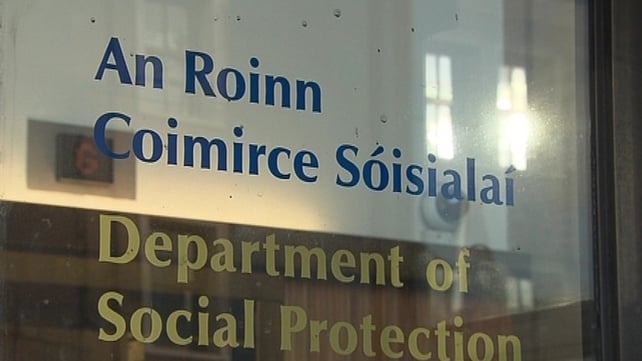 An Roinn
Coimirce Sóisialaí
Department of
Social Protection